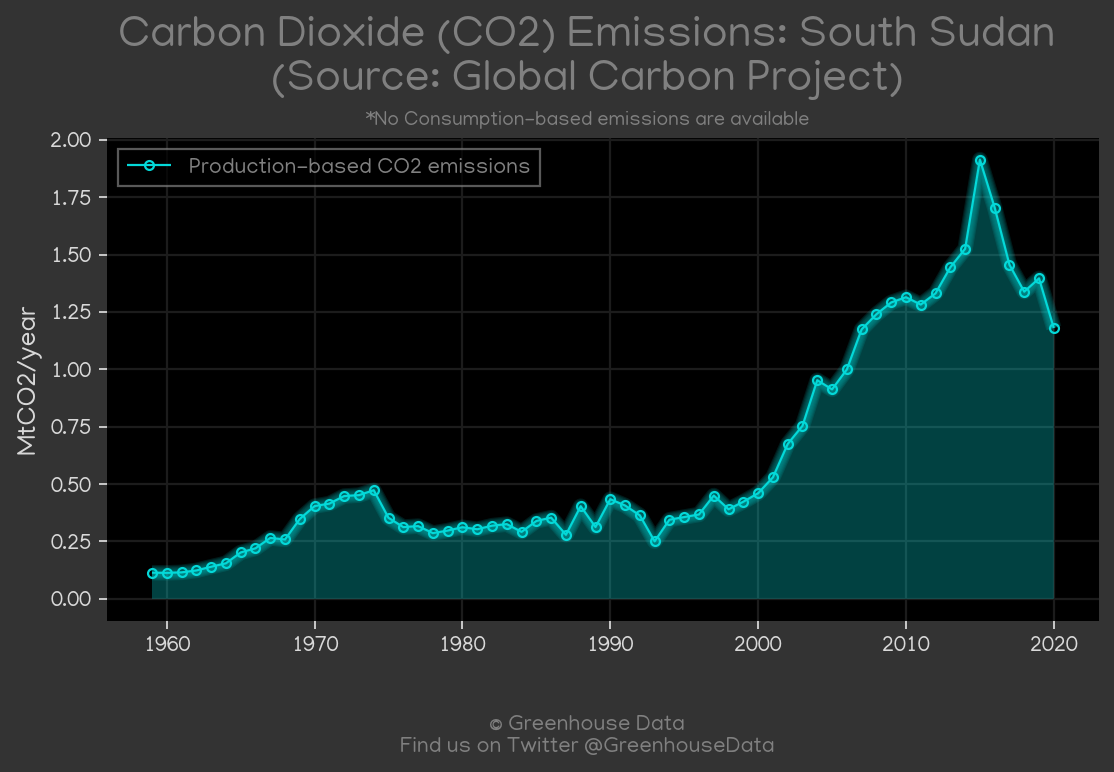 Carbon Dioxide (CO2) Emissions: South Sudan
(Source: Global Carbon Project)
*No Consumption-based emissions are available
2.00
Production-based CO2 emissions
1.75
1.50
1.25
1.00
0.75
0.50
0.25
0.00
MtCO2/year
1960 1970 1980 1990 2000 2010 2020
© Greenhouse Data
Find us on Twitter @GreenhouseData